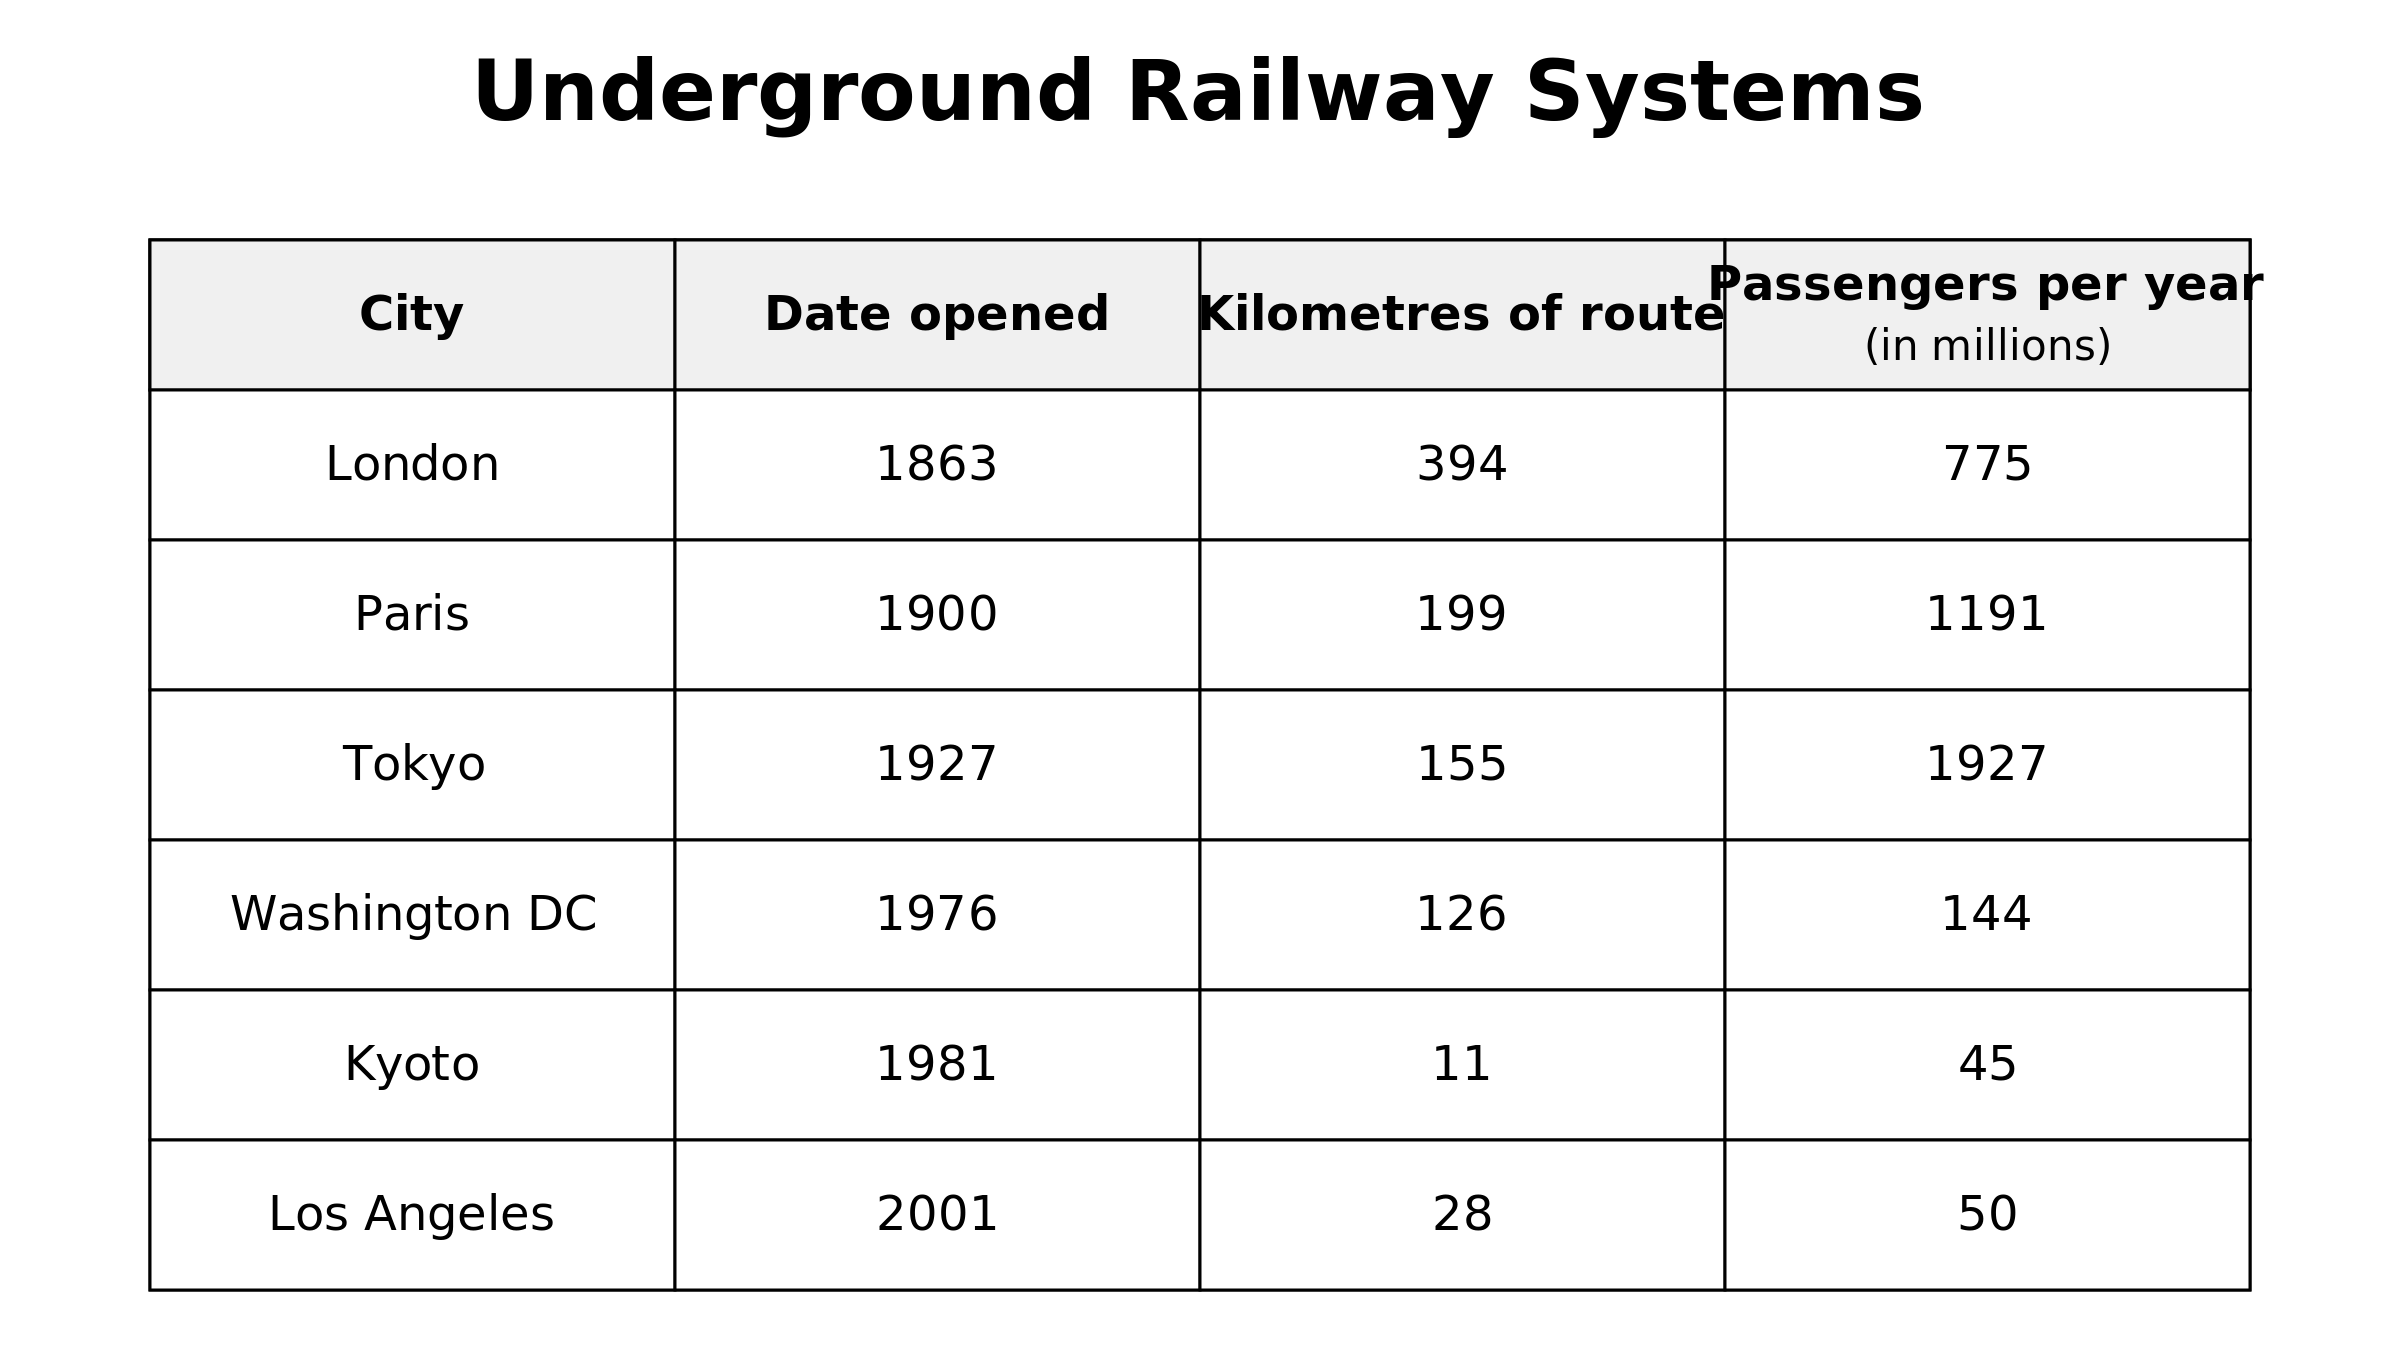 Underground Railway Systems
City Date opened Kilometres of route Passengers per year
(in millions)
London 1863 394 775
Paris 1900 199 1191
Tokyo 1927 155 1927
Washington DC 1976 126 144
Kyoto 1981 11 45
Los Angeles 2001 28 50